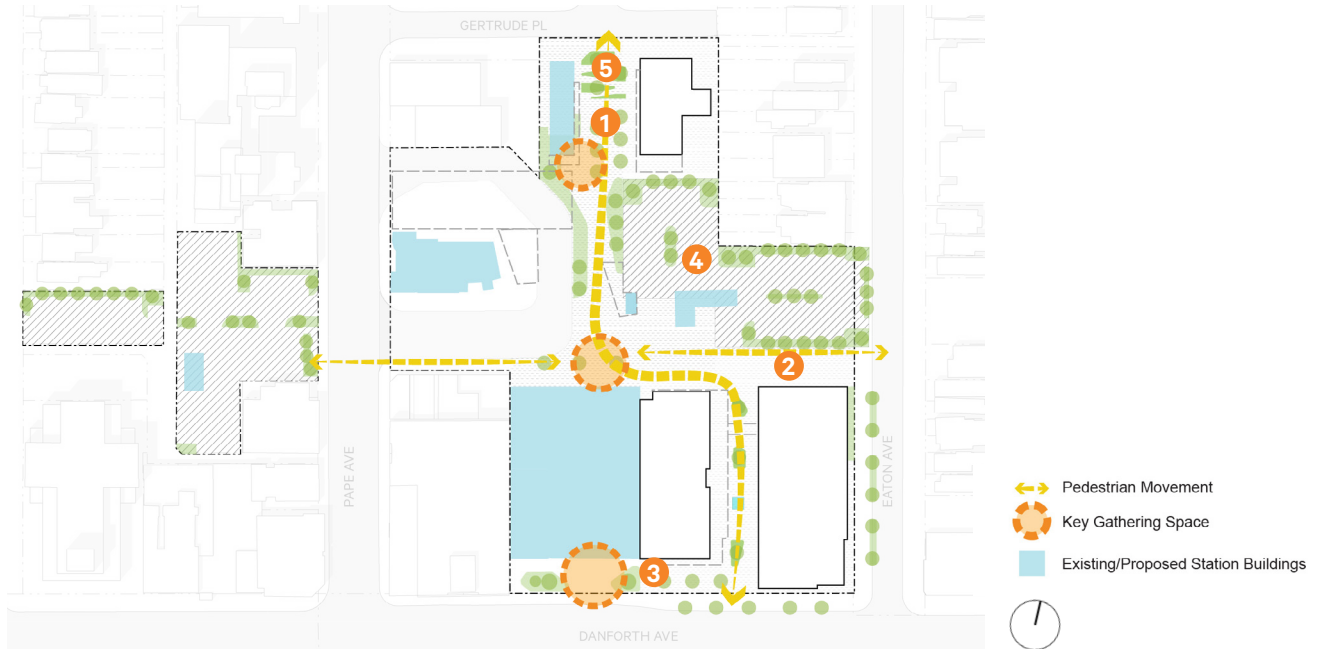 GERTRUDE PL
5
1
4
2
PAPE AVE
EATON AVE
3
DANFORTH AVE
Pedestrian Movement
Key Gathering Space
Existing/Proposed Station Buildings